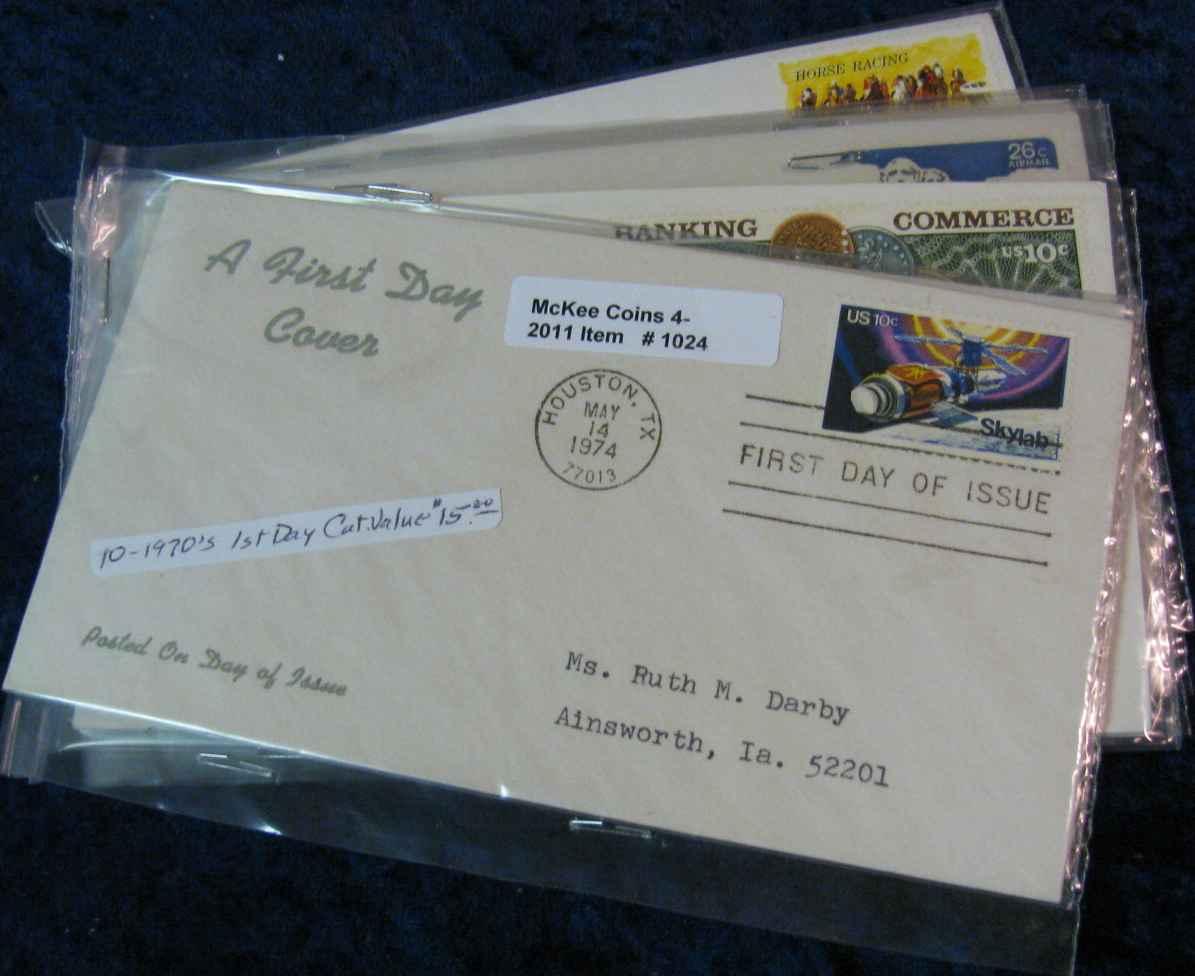 HORSE RACING
26c
AIRMAIL
BANKING
COMMERCE
US 10c
A First Day
Cover
McKee Coins 4-
2011 Item # 1024
US 10c
Skylab
HOUSTON, TX
MAY
14
1974
77013
FIRST DAY OF ISSUE
10-1970's 1st Day Cat. Value $15.00
Posted On Day of Issue
Ms. Ruth M. Darby
Ainsworth, Ia. 52201